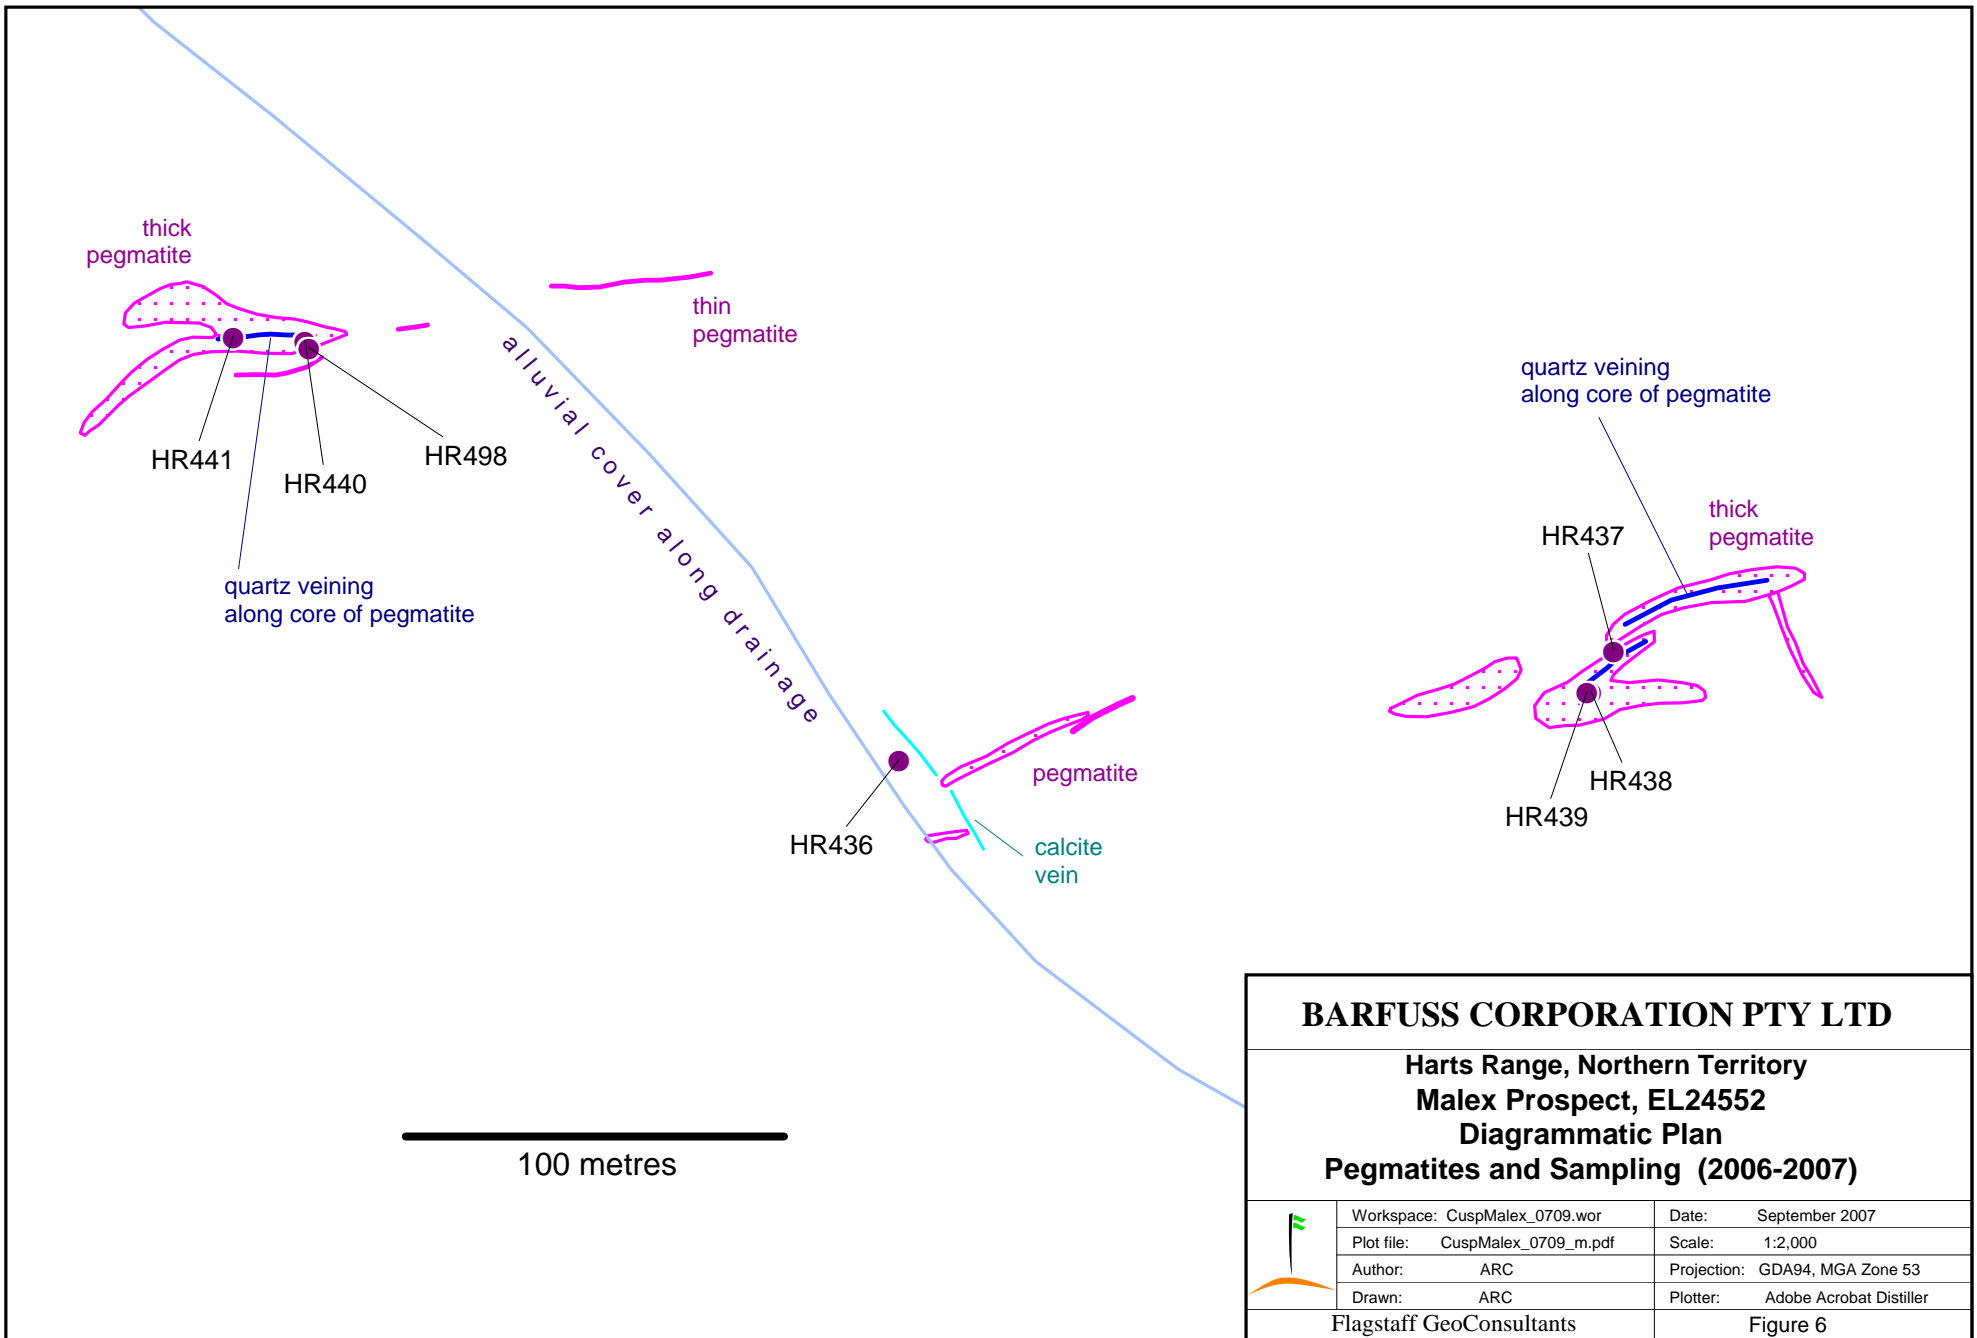 thick
pegmatite
thin
pegmatite
alluvial cover along drainage
HR441
HR440
HR498
quartz veining
along core of pegmatite
quartz veining
along core of pegmatite
thick
pegmatite
HR437
HR438
HR439
pegmatite
HR436
calcite
vein
100 metres
BARFUSS CORPORATION PTY LTD
Harts Range, Northern Territory
Malex Prospect, EL24552
Diagrammatic Plan
Pegmatites and Sampling (2006-2007)
Workspace: CuspMalex_0709.wor
Date: September 2007
Plot file: CuspMalex_0709_m.pdf
Scale: 1:2,000
Author: ARC
Projection: GDA94, MGA Zone 53
Drawn: ARC
Plotter: Adobe Acrobat Distiller
Flagstaff GeoConsultants
Figure 6